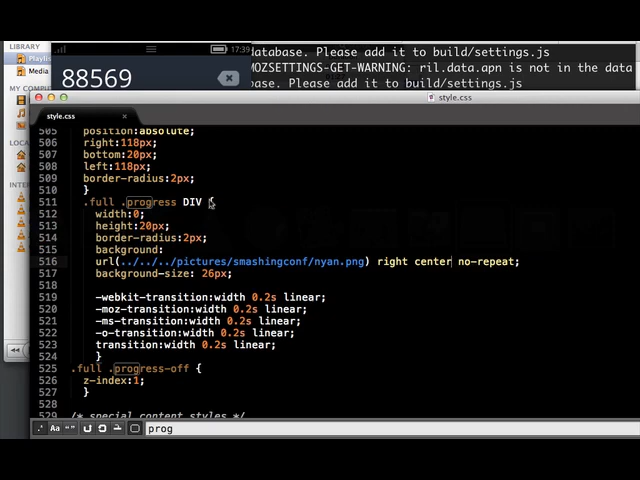 LIBRARY
Playlis
Media
MY COMPU
LOCA
INTER
17:39
88569
database. Please add it to build/settings.js
MOZSETTINGS-GET-WARNING: ril.data.apn is not in the data
base. Please add it to build/settings.js
style.css
style.css
505 position:absolute;
506 right:118px;
507 bottom:20px;
508 left:118px;
509 border-radius:2px;
510 }
511 .full .progress DIV {
512 width:0;
513 height:20px;
514 border-radius:2px;
515 background:
516 url(../../../pictures/smashingconf/nyan.png) right center no-repeat;
517 background-size: 26px;
518
519 -webkit-transition:width 0.2s linear;
520 -moz-transition:width 0.2s linear;
521 -ms-transition:width 0.2s linear;
522 -o-transition:width 0.2s linear;
523 transition:width 0.2s linear;
524 }
525 .full .progress-off {
526 z-index:1;
527 }
528
529 /* special content styles */
.* Aa “”
prog